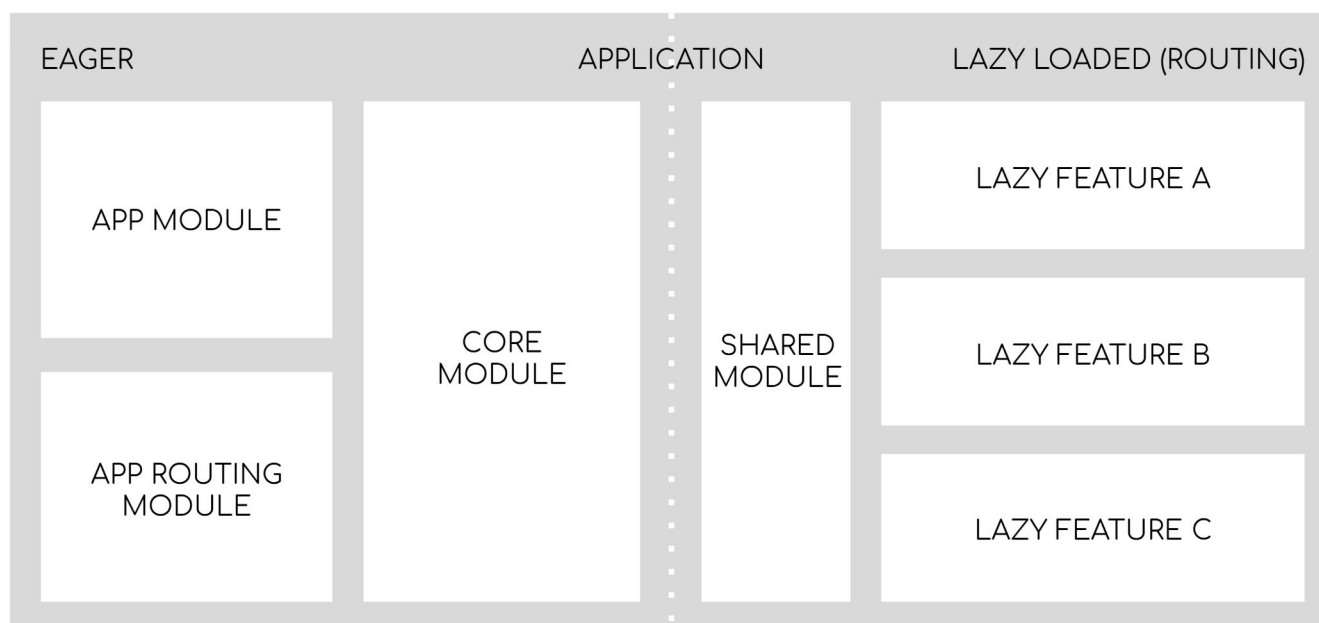 EAGER
APPLICATION
LAZY LOADED (ROUTING)
APP MODULE
APP ROUTING
MODULE
CORE
MODULE
SHARED
MODULE
LAZY FEATURE A
LAZY FEATURE B
LAZY FEATURE C